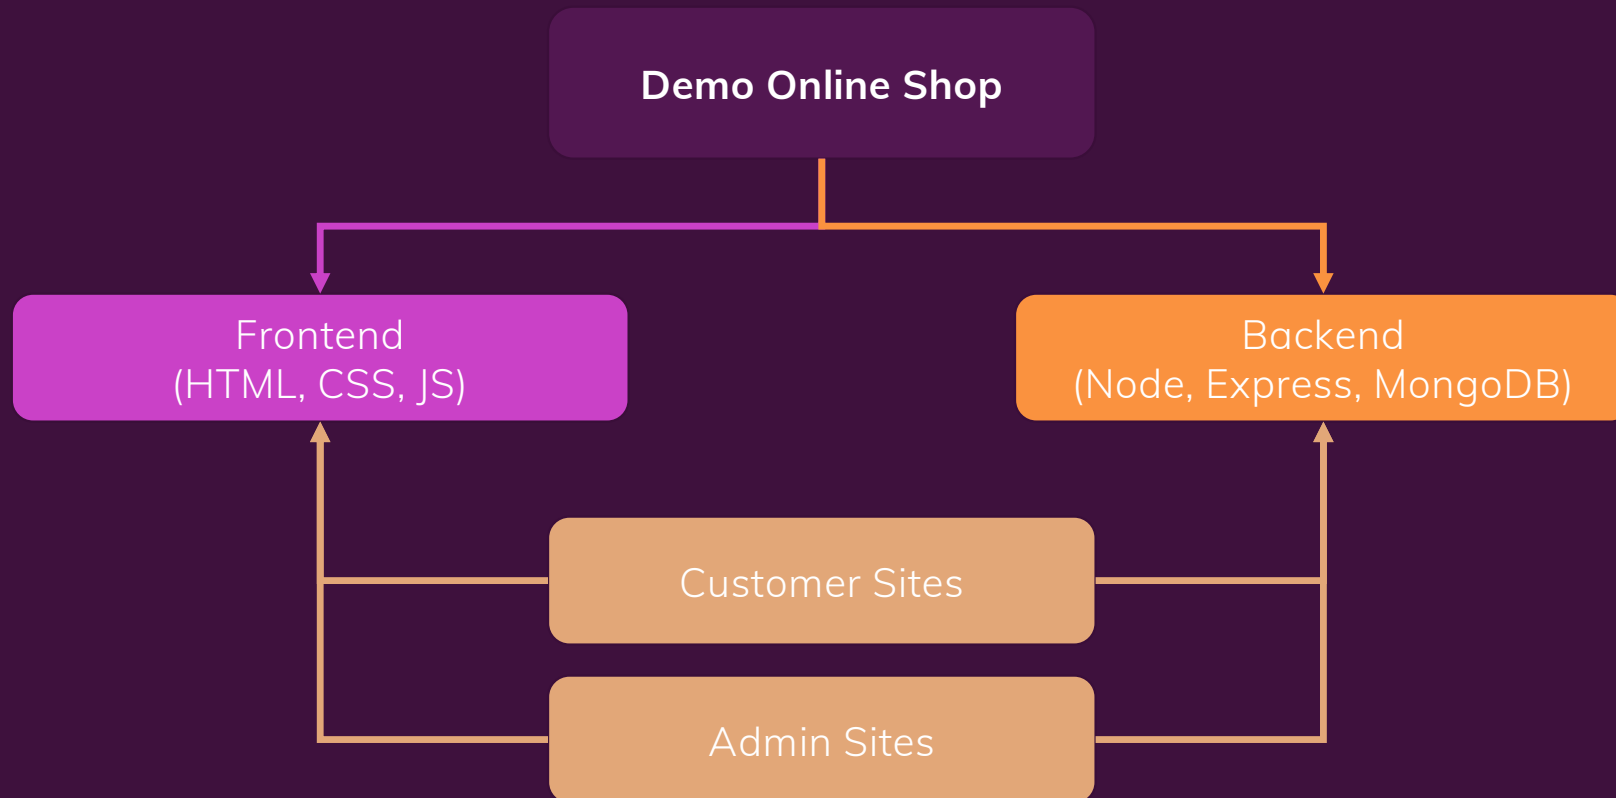 Demo Online Shop
Frontend
(HTML, CSS, JS)
Backend
(Node, Express, MongoDB)
Customer Sites
Admin Sites